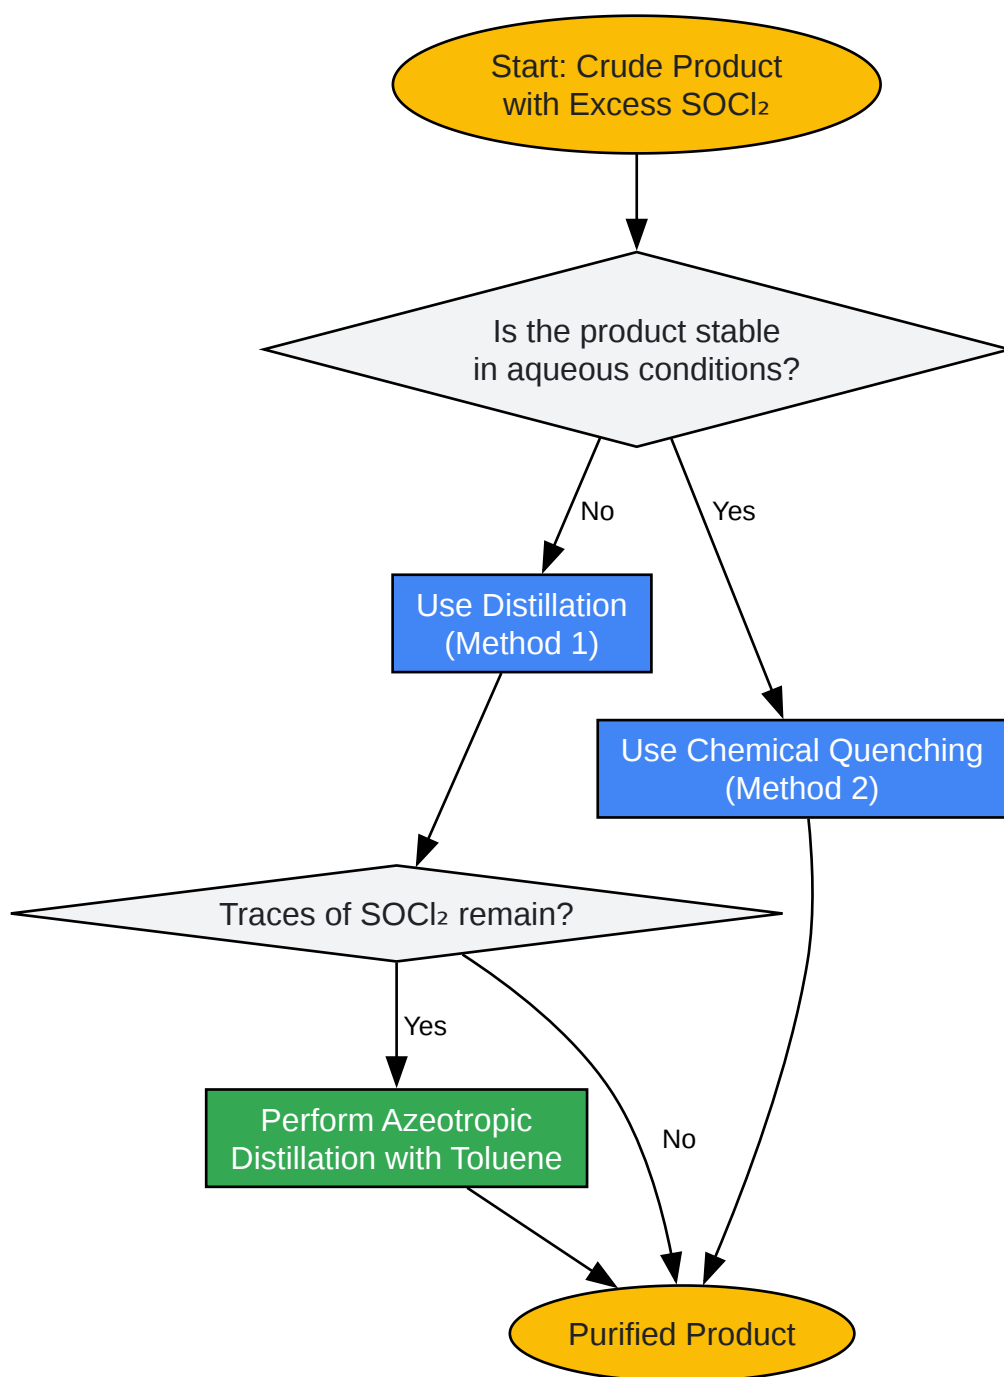 Start: Crude Product
with Excess SOCl₂
Is the product stable
in aqueous conditions?
No
Yes
Use Distillation
(Method 1)
Use Chemical Quenching
(Method 2)
Traces of SOCl₂ remain?
Yes
Perform Azeotropic
Distillation with Toluene
No
Purified Product